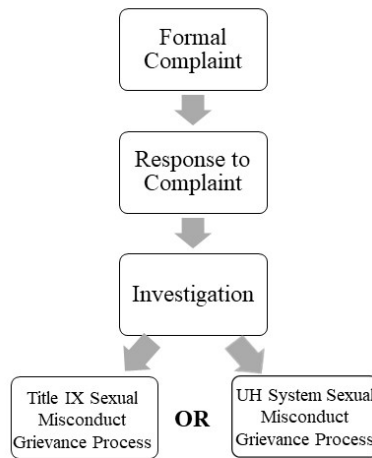 Formal
Complaint
Response to
Complaint
Investigation
Title IX Sexual
Misconduct
Grievance Process
OR
UH System Sexual
Misconduct
Grievance Process